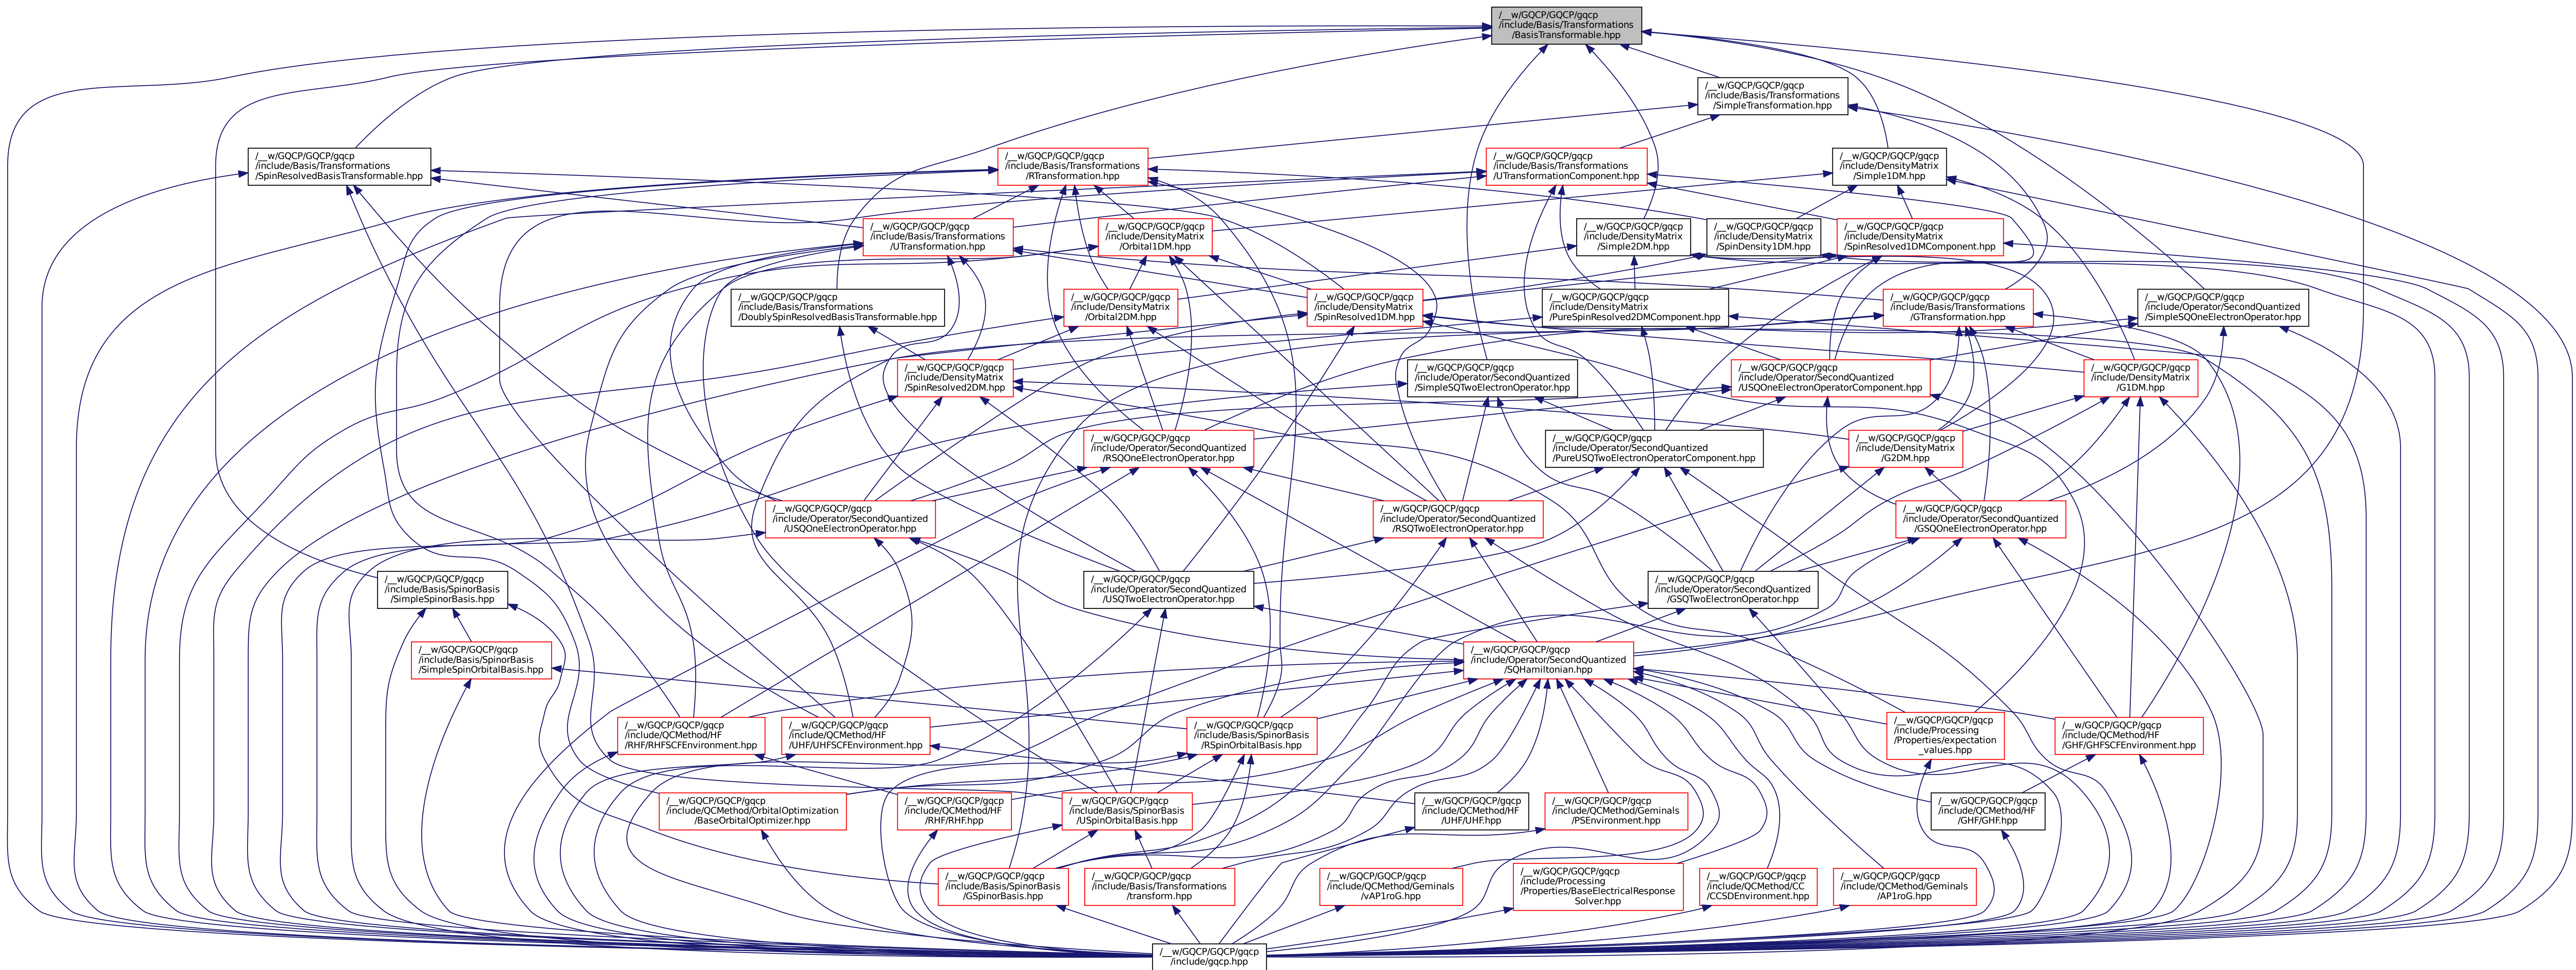 /__w/GQCP/GQCP/gqcp
/include/Basis/Transformations
/BasisTransformable.hpp
/__w/GQCP/GQCP/gqcp
/include/Basis/Transformations
/SimpleTransformation.hpp
/__w/GQCP/GQCP/gqcp
/include/Basis/Transformations
/SpinResolvedBasisTransformable.hpp
/__w/GQCP/GQCP/gqcp
/include/Basis/Transformations
/RTransformation.hpp
/__w/GQCP/GQCP/gqcp
/include/Basis/Transformations
/UTransformationComponent.hpp
/__w/GQCP/GQCP/gqcp
/include/DensityMatrix
/Simple1DM.hpp
/__w/GQCP/GQCP/gqcp
/include/Basis/Transformations
/UTransformation.hpp
/__w/GQCP/GQCP/gqcp
/include/DensityMatrix
/Orbital1DM.hpp
/__w/GQCP/GQCP/gqcp
/include/DensityMatrix
/Simple2DM.hpp
/__w/GQCP/GQCP/gqcp
/include/DensityMatrix
/SpinDensity1DM.hpp
/__w/GQCP/GQCP/gqcp
/include/DensityMatrix
/SpinResolved1DMComponent.hpp
/__w/GQCP/GQCP/gqcp
/include/Basis/Transformations
/DoublySpinResolvedBasisTransformable.hpp
/__w/GQCP/GQCP/gqcp
/include/DensityMatrix
/Orbital2DM.hpp
/__w/GQCP/GQCP/gqcp
/include/DensityMatrix
/SpinResolved1DM.hpp
/__w/GQCP/GQCP/gqcp
/include/DensityMatrix
/PureSpinResolved2DMComponent.hpp
/__w/GQCP/GQCP/gqcp
/include/Basis/Transformations
/GTransformation.hpp
/__w/GQCP/GQCP/gqcp
/include/Operator/SecondQuantized
/SimpleSQOneElectronOperator.hpp
/__w/GQCP/GQCP/gqcp
/include/DensityMatrix
/SpinResolved2DM.hpp
/__w/GQCP/GQCP/gqcp
/include/Operator/SecondQuantized
/SimpleSQTwoElectronOperator.hpp
/__w/GQCP/GQCP/gqcp
/include/Operator/SecondQuantized
/USQOneElectronOperatorComponent.hpp
/__w/GQCP/GQCP/gqcp
/include/DensityMatrix
/G1DM.hpp
/__w/GQCP/GQCP/gqcp
/include/Operator/SecondQuantized
/RSQOneElectronOperator.hpp
/__w/GQCP/GQCP/gqcp
/include/Operator/SecondQuantized
/PureUSQTwoElectronOperatorComponent.hpp
/__w/GQCP/GQCP/gqcp
/include/DensityMatrix
/G2DM.hpp
/__w/GQCP/GQCP/gqcp
/include/Operator/SecondQuantized
/USQOneElectronOperator.hpp
/__w/GQCP/GQCP/gqcp
/include/Operator/SecondQuantized
/RSQTwoElectronOperator.hpp
/__w/GQCP/GQCP/gqcp
/include/Operator/SecondQuantized
/GSQOneElectronOperator.hpp
/__w/GQCP/GQCP/gqcp
/include/Basis/SpinorBasis
/SimpleSpinorBasis.hpp
/__w/GQCP/GQCP/gqcp
/include/Operator/SecondQuantized
/USQTwoElectronOperator.hpp
/__w/GQCP/GQCP/gqcp
/include/Operator/SecondQuantized
/GSQTwoElectronOperator.hpp
/__w/GQCP/GQCP/gqcp
/include/Basis/SpinorBasis
/SimpleSpinOrbitalBasis.hpp
/__w/GQCP/GQCP/gqcp
/include/Operator/SecondQuantized
/SQHamiltonian.hpp
/__w/GQCP/GQCP/gqcp
/include/QCMethod/HF
/RHF/RHFSCFEnvironment.hpp
/__w/GQCP/GQCP/gqcp
/include/QCMethod/HF
/UHF/UHFSCFEnvironment.hpp
/__w/GQCP/GQCP/gqcp
/include/Basis/SpinorBasis
/RSpinOrbitalBasis.hpp
/__w/GQCP/GQCP/gqcp
/include/Processing
/Properties/expectation
_values.hpp
/__w/GQCP/GQCP/gqcp
/include/QCMethod/HF
/GHF/GHFSCFEnvironment.hpp
/__w/GQCP/GQCP/gqcp
/include/QCMethod/OrbitalOptimization
/BaseOrbitalOptimizer.hpp
/__w/GQCP/GQCP/gqcp
/include/QCMethod/HF
/RHF/RHF.hpp
/__w/GQCP/GQCP/gqcp
/include/Basis/SpinorBasis
/USpinOrbitalBasis.hpp
/__w/GQCP/GQCP/gqcp
/include/QCMethod/HF
/UHF/UHF.hpp
/__w/GQCP/GQCP/gqcp
/include/QCMethod/Geminals
/PSEnvironment.hpp
/__w/GQCP/GQCP/gqcp
/include/QCMethod/HF
/GHF/GHF.hpp
/__w/GQCP/GQCP/gqcp
/include/Basis/SpinorBasis
/GSpinorBasis.hpp
/__w/GQCP/GQCP/gqcp
/include/Basis/Transformations
/transform.hpp
/__w/GQCP/GQCP/gqcp
/include/QCMethod/Geminals
/vAP1roG.hpp
/__w/GQCP/GQCP/gqcp
/include/Processing
/Properties/BaseElectricalResponse
Solver.hpp
/__w/GQCP/GQCP/gqcp
/include/QCMethod/CC
/CCSDEnvironment.hpp
/__w/GQCP/GQCP/gqcp
/include/QCMethod/Geminals
/AP1roG.hpp
/__w/GQCP/GQCP/gqcp
/include/gqcp.hpp